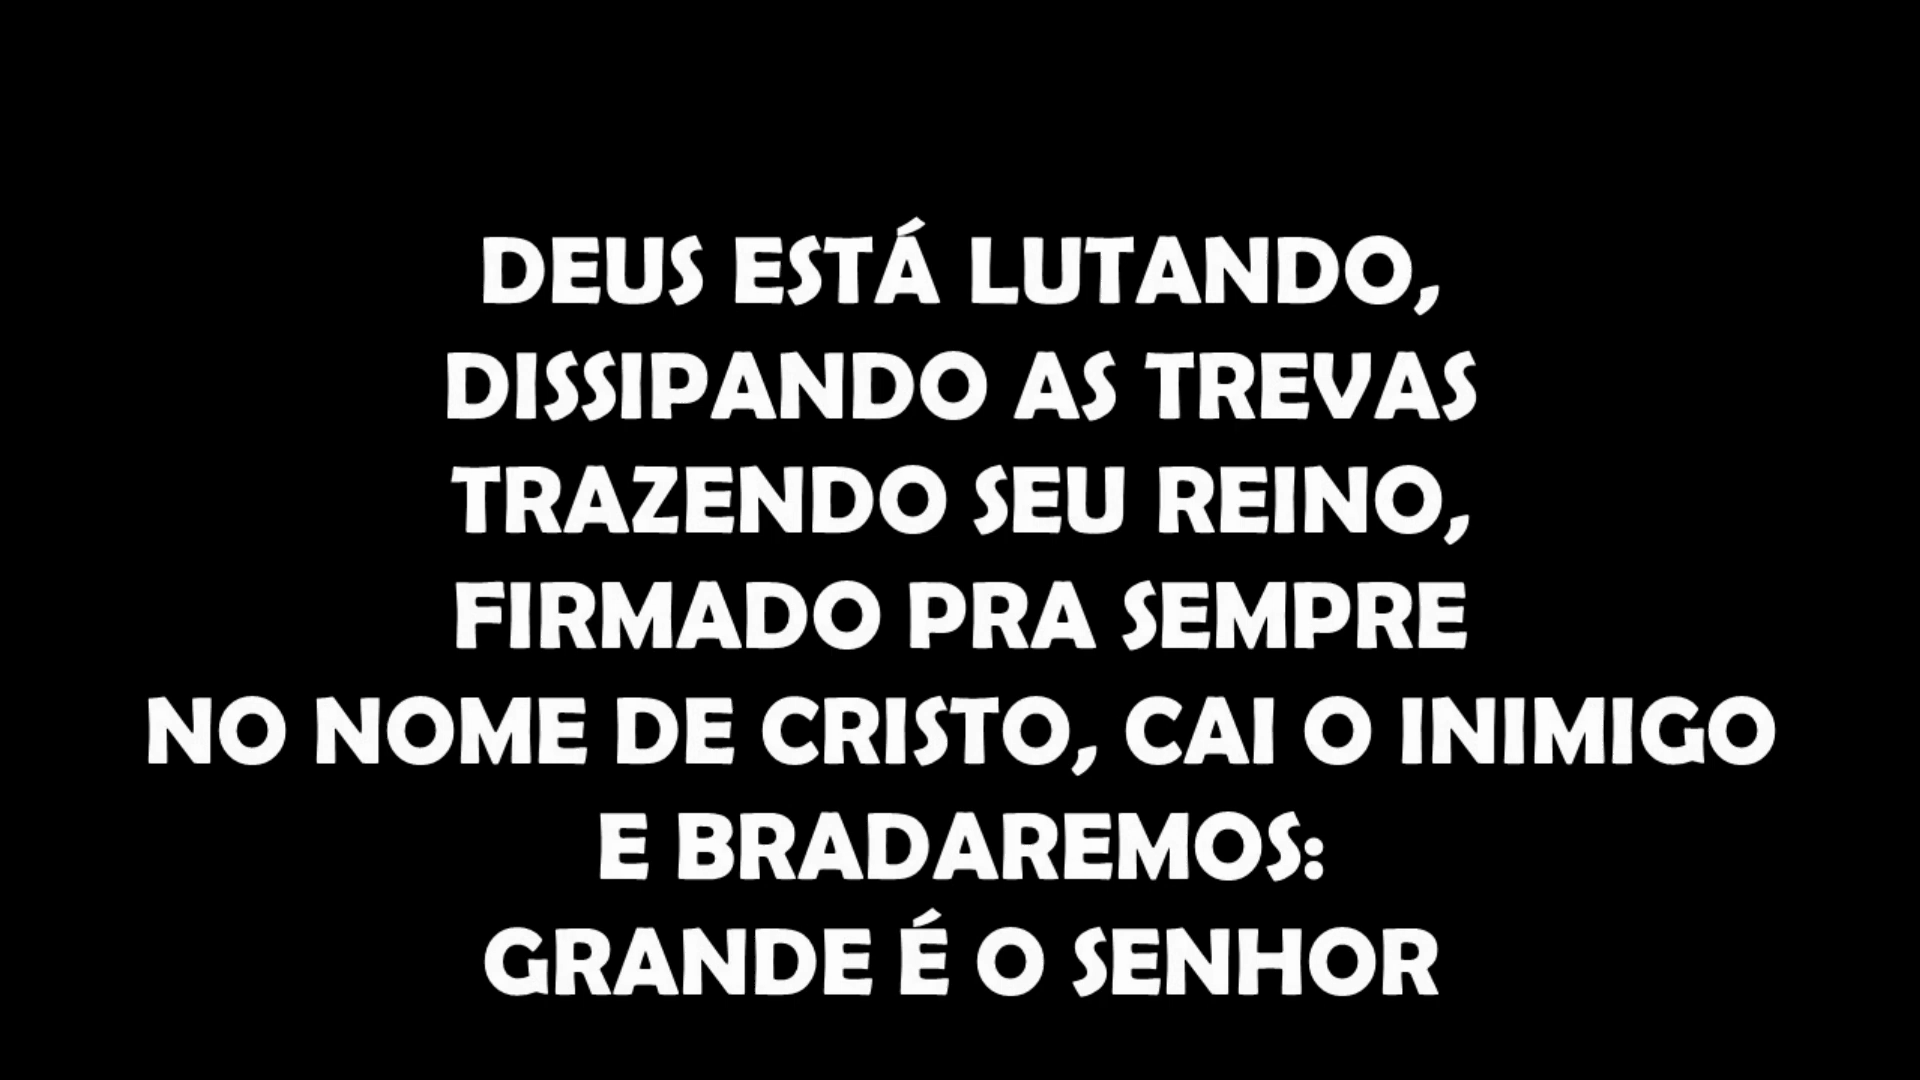 DEUS ESTÁ LUTANDO,
DISSIPANDO AS TREVAS
TRAZENDO SEU REINO,
FIRMADO PRA SEMPRE
NO NOME DE CRISTO, CAI O INIMIGO
E BRADAREMOS:
GRANDE É O SENHOR